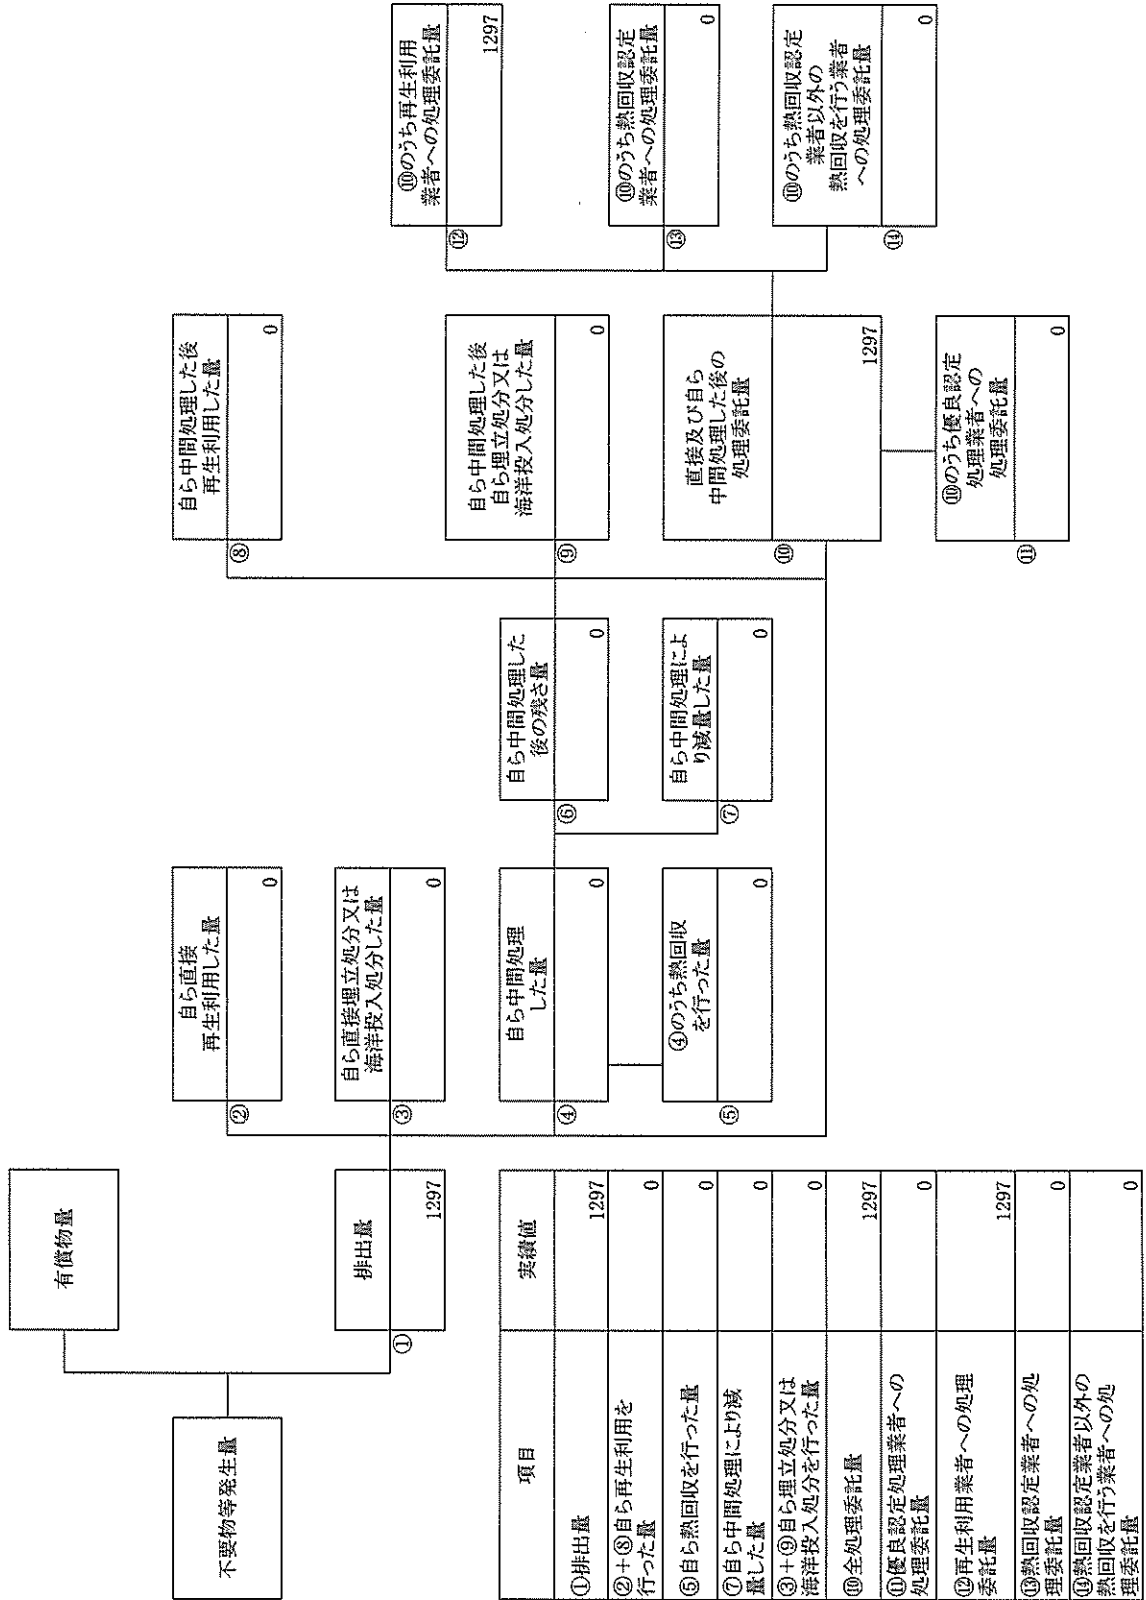 不要物等発生量
有償物量
排出量
①
1297
自ら直接
再生利用した量
②
0
自ら直接埋立処分又は
海洋投入処分した量
③
0
自ら中間処理
した量
④
0
④のうち熱回収
を行った量
⑤
0
自ら中間処理した
後の残さ量
⑥
0
自ら中間処理によ
り減量した量
⑦
0
自ら中間処理した後
再生利用した量
⑧
0
自ら中間処理した後
自ら埋立処分又は
海洋投入処分した量
⑨
0
直接及び自ら
中間処理した後の
処理委託量
⑩
1297
⑩のうち優良認定
処理業者への
処理委託量
⑪
0
⑩のうち再生利用
業者への処理委託量
⑫
1297
⑩のうち熱回収認定
業者への処理委託量
⑬
0
⑩のうち熱回収認定
業者以外の
熱回収を行う業者
への処理委託量
⑭
0
項目 実績値
①排出量 1297
②+⑧自ら再生利用を
行った量 0
⑤自ら熱回収を行った量 0
⑦自ら中間処理により減
量した量 0
③+⑨自ら埋立処分又は
海洋投入処分を行った量 0
⑩全処理委託量 1297
⑪優良認定処理業者への
処理委託量 0
⑫再生利用業者への処理
委託量 1297
⑬熱回収認定業者への処
理委託量 0
⑭熱回収認定業者以外の
熱回収を行う業者への処
理委託量 0